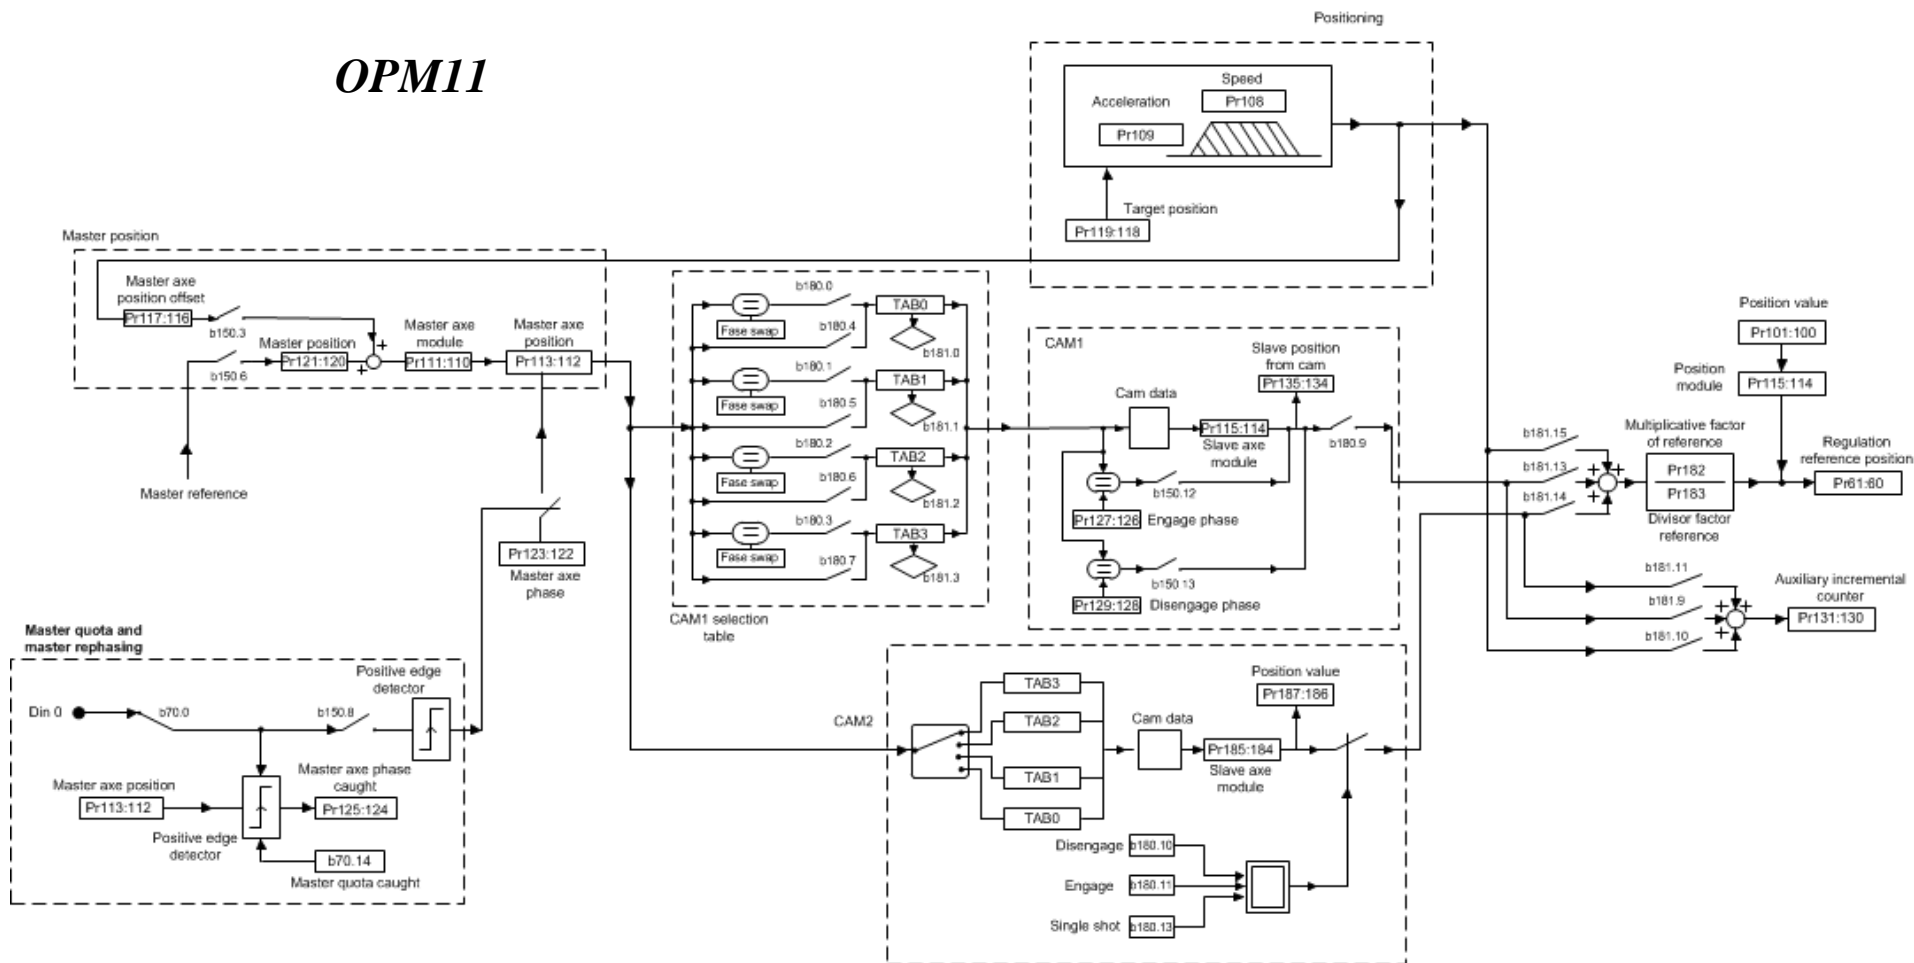 OPM11
Positioning
Speed
Pr108
Acceleration
Pr109
Target position
Pr119:118
Master position
Master axe
position offset
Pr117:116
b150.3
Master position
Pr121:120
b150.6
Master axe
module
Pr111:110
Master axe
position
Pr113:112
Master reference
Pr123:122
Master axe
phase
b180.0
Fase swap
b180.4
TAB0
b181.0
b180.1
Fase swap
b180.5
TAB1
b181.1
b180.2
Fase swap
b180.6
TAB2
b181.2
b180.3
Fase swap
b180.7
TAB3
b181.3
CAM1 selection
table
CAM1
Cam data
Slave position
from cam
Pr135:134
Pr115:114
Slave axe
module
b180.9
b150.12
Pr127:126
Engage phase
b150.13
Pr129:128
Disengage phase
Position value
Pr101:100
Position
module
Pr115:114
b181.15
b181.13
b181.14
Multiplicative factor
of reference
Pr182
Pr183
Divisor factor
reference
Regulation
reference position
Pr61:60
b181.11
b181.9
b181.10
Auxiliary incremental
counter
Pr131:130
Master quota and
master rephasing
Din 0
b70.0
b150.8
Positive edge
detector
Master axe position
Pr113:112
Positive edge
detector
Master axe phase
caught
Pr125:124
b70.14
Master quota caught
CAM2
TAB3
TAB2
TAB1
TAB0
Cam data
Pr185:184
Slave axe
module
Position value
Pr187:186
Disengage
b180.10
Engage
b180.11
Single shot
b180.13
+
+
+
+
+
+
+
+